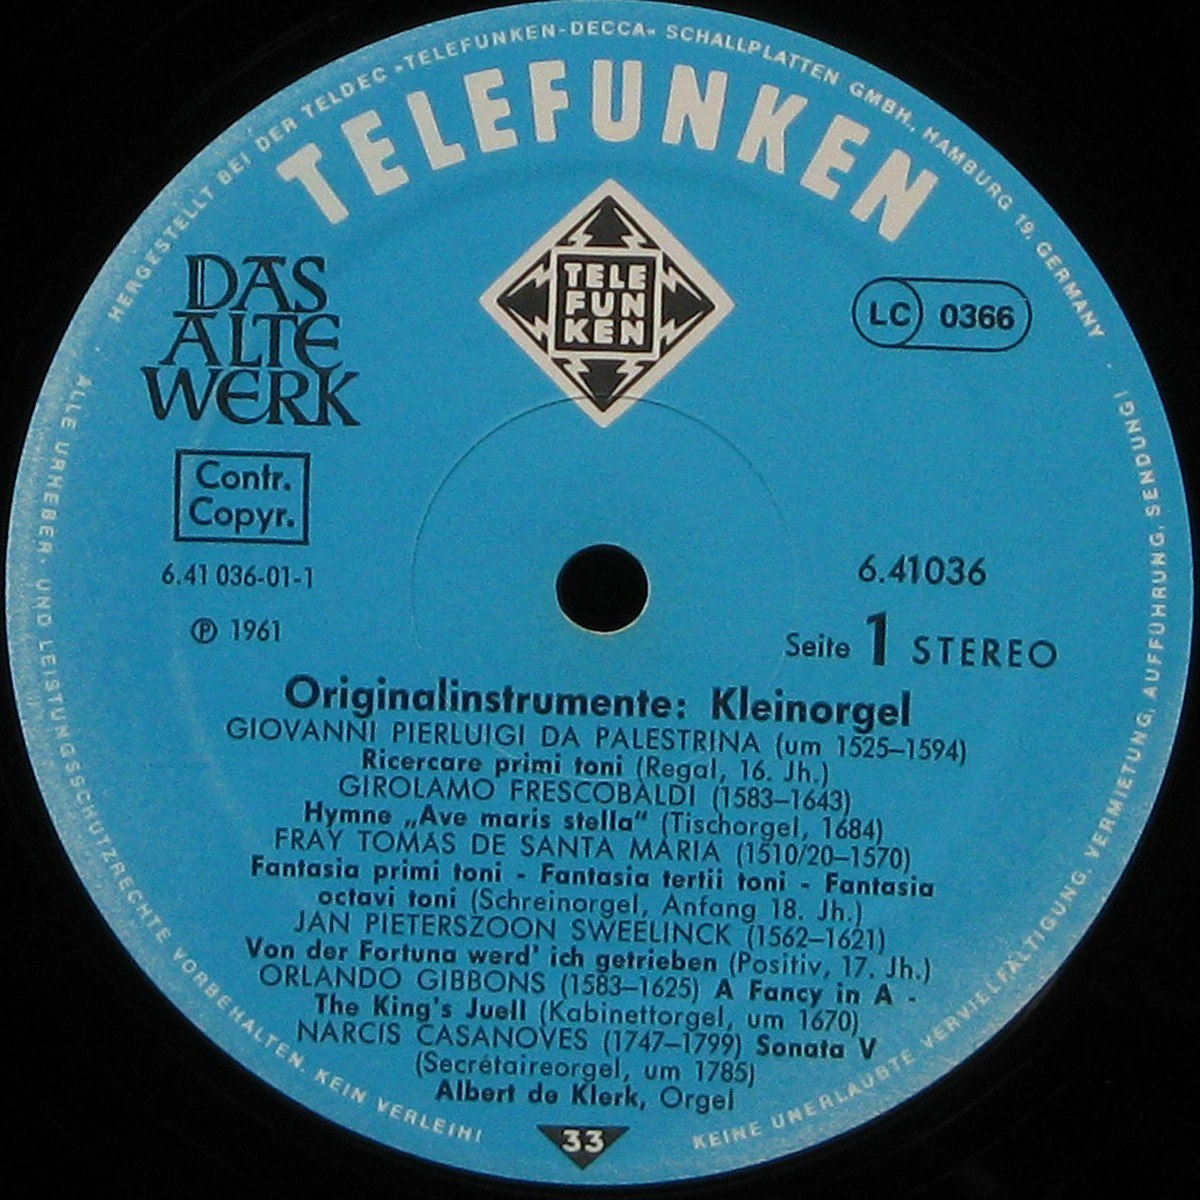 HERGESTELLT BEI DER TELDEC »TELEFUNKEN-DECCA« SCHALLPLATTEN GMBH., HAMBURG 19, GERMANY
TELEFUNKEN
DAS
ALTE
WERK
TELE
FUN
KEN
LC 0366
Contr.
Copyr.
6.41 036-01-1
℗ 1961
6.41036
Seite 1 STEREO
Originalinstrumente: Kleinorgel
GIOVANNI PIERLUIGI DA PALESTRINA (um 1525–1594)
Ricercare primi toni (Regal, 16. Jh.)
GIROLAMO FRESCOBALDI (1583–1643)
Hymne „Ave maris stella“ (Tischorgel, 1684)
FRAY TOMAS DE SANTA MARIA (1510/20–1570)
Fantasia primi toni - Fantasia tertii toni - Fantasia
octavi toni (Schreinorgel, Anfang 18. Jh.)
JAN PIETERSZOON SWEELINCK (1562–1621)
Von der Fortuna werd' ich getrieben (Positiv, 17. Jh.)
ORLANDO GIBBONS (1583–1625) A Fancy in A -
The King's Juell (Kabinettorgel, um 1670)
NARCIS CASANOVES (1747–1799) Sonata V
(Secrétaireorgel, um 1785)
Albert de Klerk, Orgel
33
ALLE URHEBER- UND LEISTUNGSSCHUTZRECHTE VORBEHALTEN. KEIN VERLEIH!
KEINE UNERLAUBTE VERVIELFÄLTIGUNG, VERMIETUNG, AUFFÜHRUNG, SENDUNG!